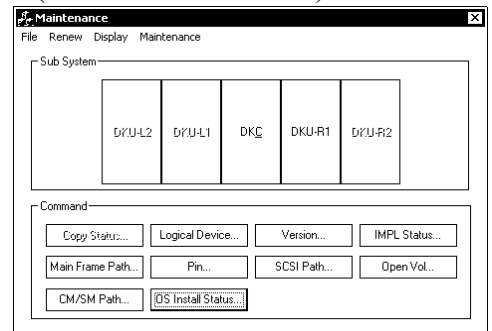 Maintenance
File Renew Display Maintenance
Sub System
DKU-L2 DKU-L1 DKC DKU-R1 DKU-R2
Command
Copy Status... Logical Device... Version... IMPL Status...
Main Frame Path... Pin... SCSI Path... Open Vol...
CM/SM Path... OS Install Status...